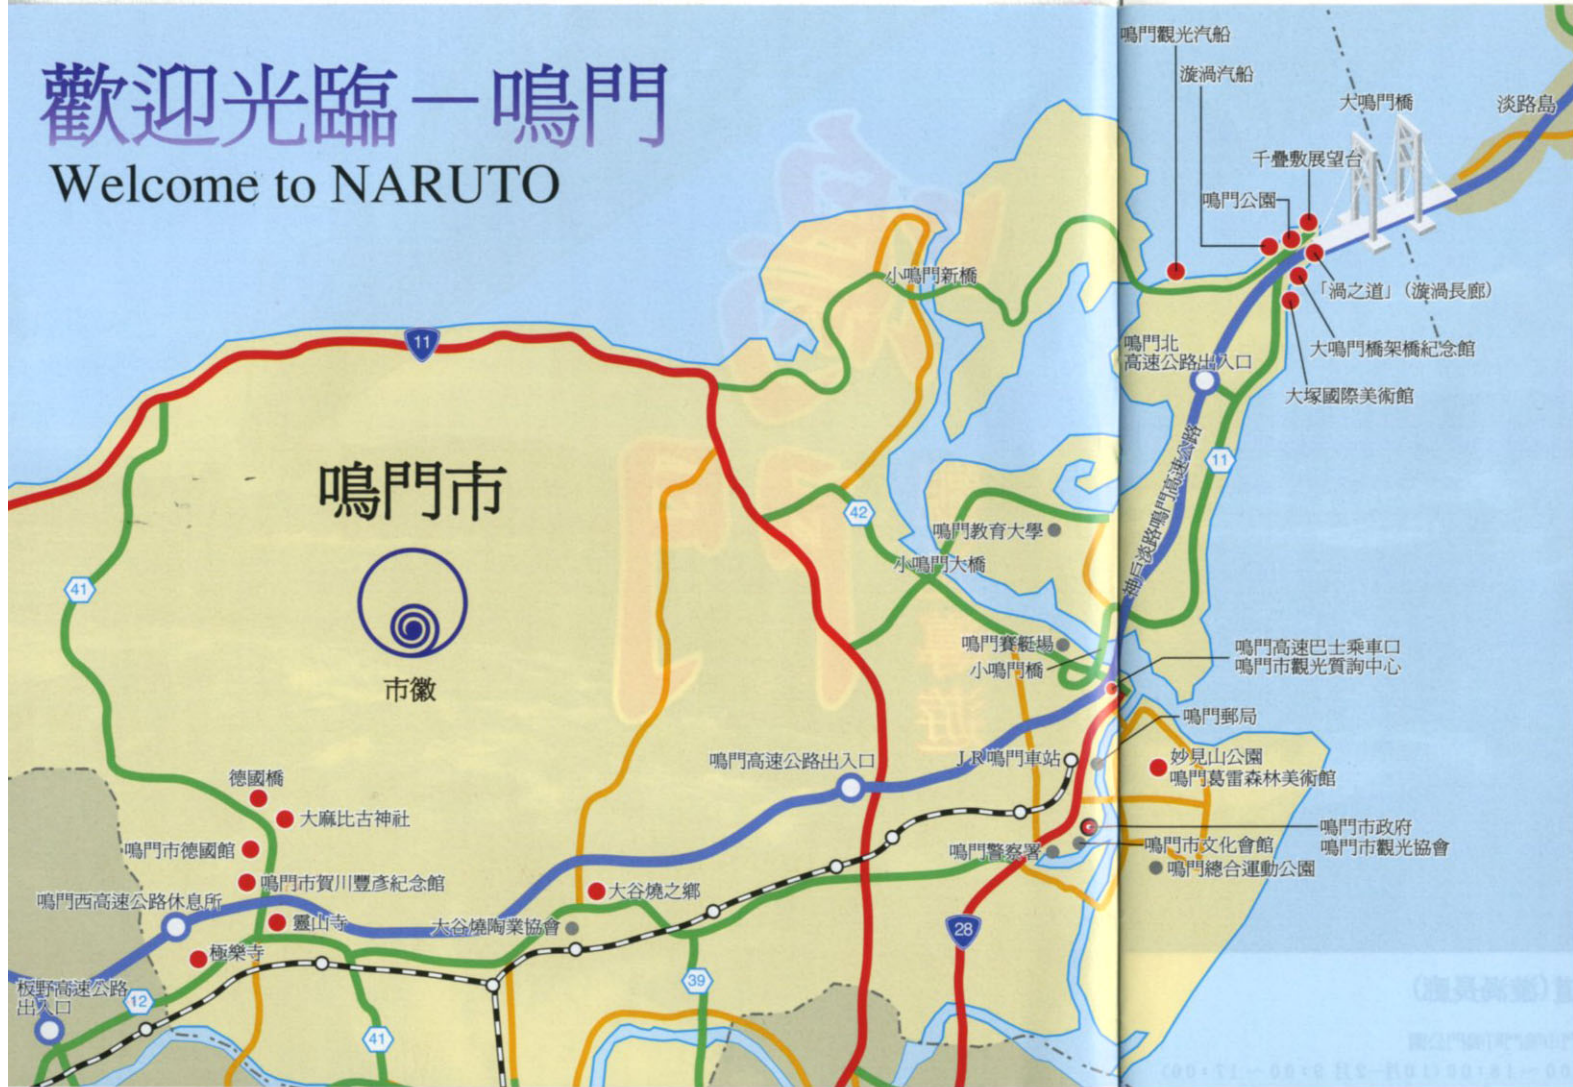 歡迎光臨－鳴門
Welcome to NARUTO
鳴門觀光汽船
漩渦汽船
大鳴門橋
淡路島
千疊敷展望台
鳴門公園
小鳴門新橋
「渦之道」(漩渦長廊)
11
鳴門北
高速公路出入口
大鳴門橋架橋紀念館
大塚國際美術館
神戶淡路鳴門高速公路
11
鳴門市
42
鳴門教育大學
小鳴門大橋
41
市徽
鳴門賽艇場
小鳴門橋
鳴門高速巴士乘車口
鳴門市觀光質詢中心
鳴門郵局
鳴門高速公路出入口
JR鳴門車站
妙見山公園
鳴門葛雷森林美術館
德國橋
大麻比古神社
鳴門市政府
鳴門市觀光協會
鳴門市德國館
鳴門警察署
鳴門市文化會館
鳴門總合運動公園
鳴門市賀川豐彥紀念館
大谷燒之鄉
鳴門西高速公路休息所
靈山寺
大谷燒陶業協會
28
極樂寺
板野高速公路
出入口
12
39
41